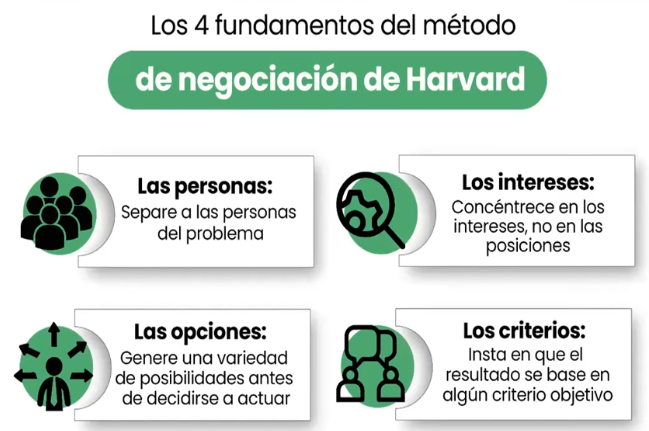 Los 4 fundamentos del método
de negociación de Harvard
Las personas:
Separe a las personas
del problema
Los intereses:
Concéntrece en los
intereses, no en las
posiciones
Las opciones:
Genere una variedad
de posibilidades antes
de decidirse a actuar
Los criterios:
Insta en que el
resultado se base en
algún criterio objetivo